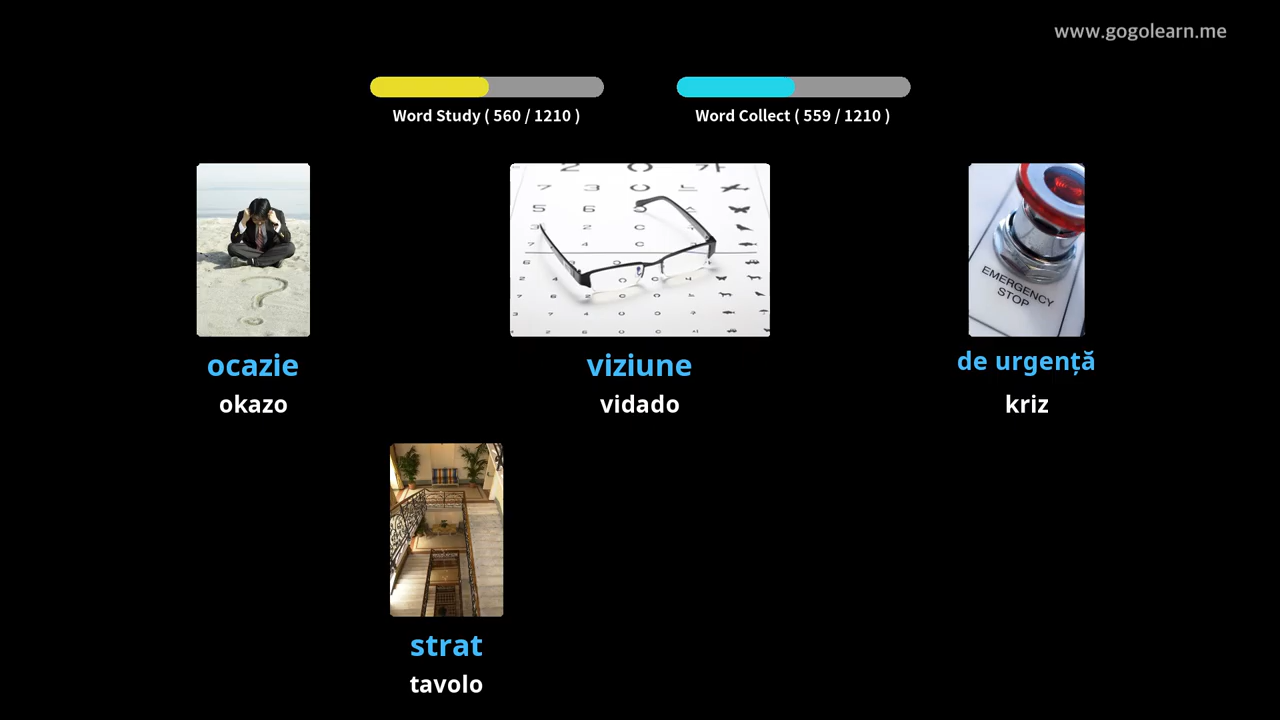 www.gogolearn.me
Word Study ( 560 / 1210 )
Word Collect ( 559 / 1210 )
EMERGENCY
STOP
ocazie
okazo
viziune
vidado
de urgență
kriz
strat
tavolo